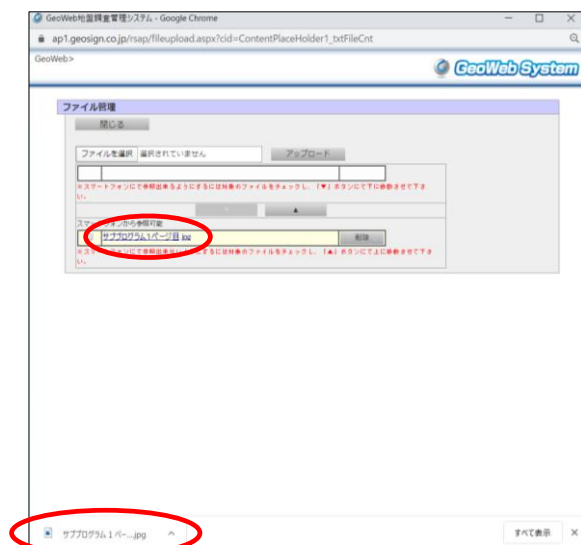 GeoWeb地盤調査管理システム - Google Chrome
ap1.geosign.co.jp/rsap/fileupload.aspx?cid=ContentPlaceHolder1_txtFileCnt
GeoWeb>
GeoWeb System
ファイル管理
閉じる
ファイルを選択 選択されていません アップロード
※スマートフォンにて参照出来るようにするには対象のファイルをチェックし、「▼」ボタンにて下に移動させて下さい。
▼ ▲
スマートフォンから参照可能
サブプログラム1ページ目.jpg 削除
※スマートフォンにて参照出来ないようにするには対象のファイルをチェックし、「▲」ボタンにて上に移動させて下さい。
サブプログラム 1 ペー...jpg すべて表示